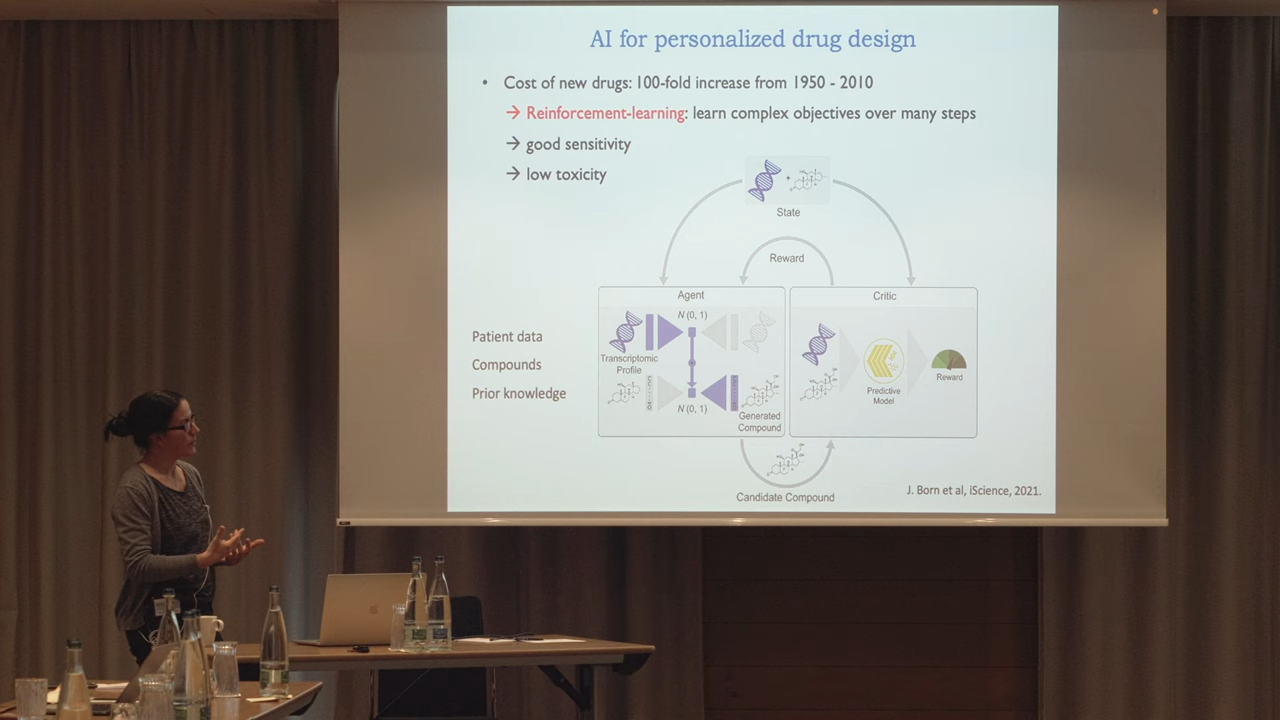 AI for personalized drug design
• Cost of new drugs: 100-fold increase from 1950 - 2010
→ Reinforcement-learning: learn complex objectives over many steps
→ good sensitivity
→ low toxicity
State
Reward
Agent
Critic
N (0, 1)
Patient data
Compounds
Prior knowledge
Transcriptomic
Profile
N (0, 1)
Generated
Compound
Predictive
Model
Reward
Candidate Compound
J. Born et al, iScience, 2021.